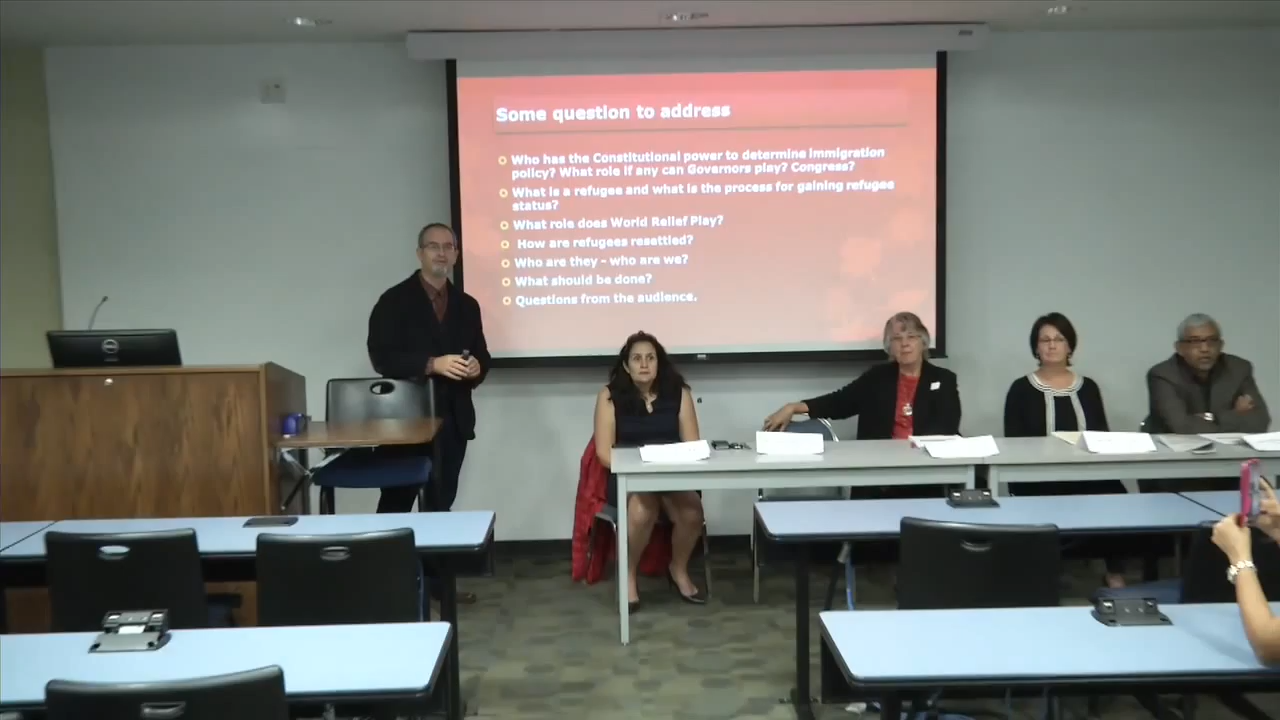 Some question to address
Who has the Constitutional power to determine immigration
policy? What role if any can Governors play? Congress?
What is a refugee and what is the process for gaining refugee
status?
What role does World Relief Play?
How are refugees resettled?
Who are they - who are we?
What should be done?
Questions from the audience.
DELL